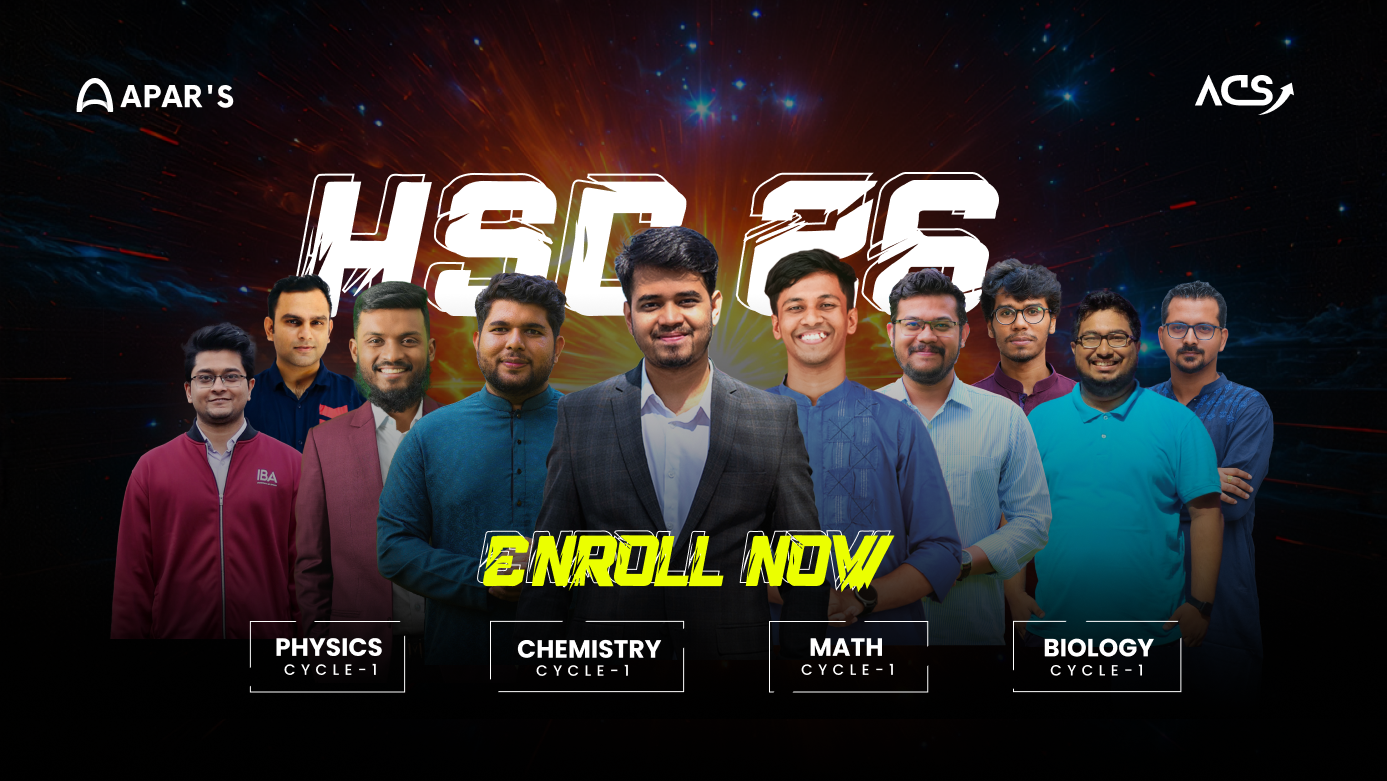 APAR'S
ACS
HSC 26
IBA
ENROLL NOW
PHYSICS
CYCLE-1
CHEMISTRY
CYCLE-1
MATH
CYCLE-1
BIOLOGY
CYCLE-1